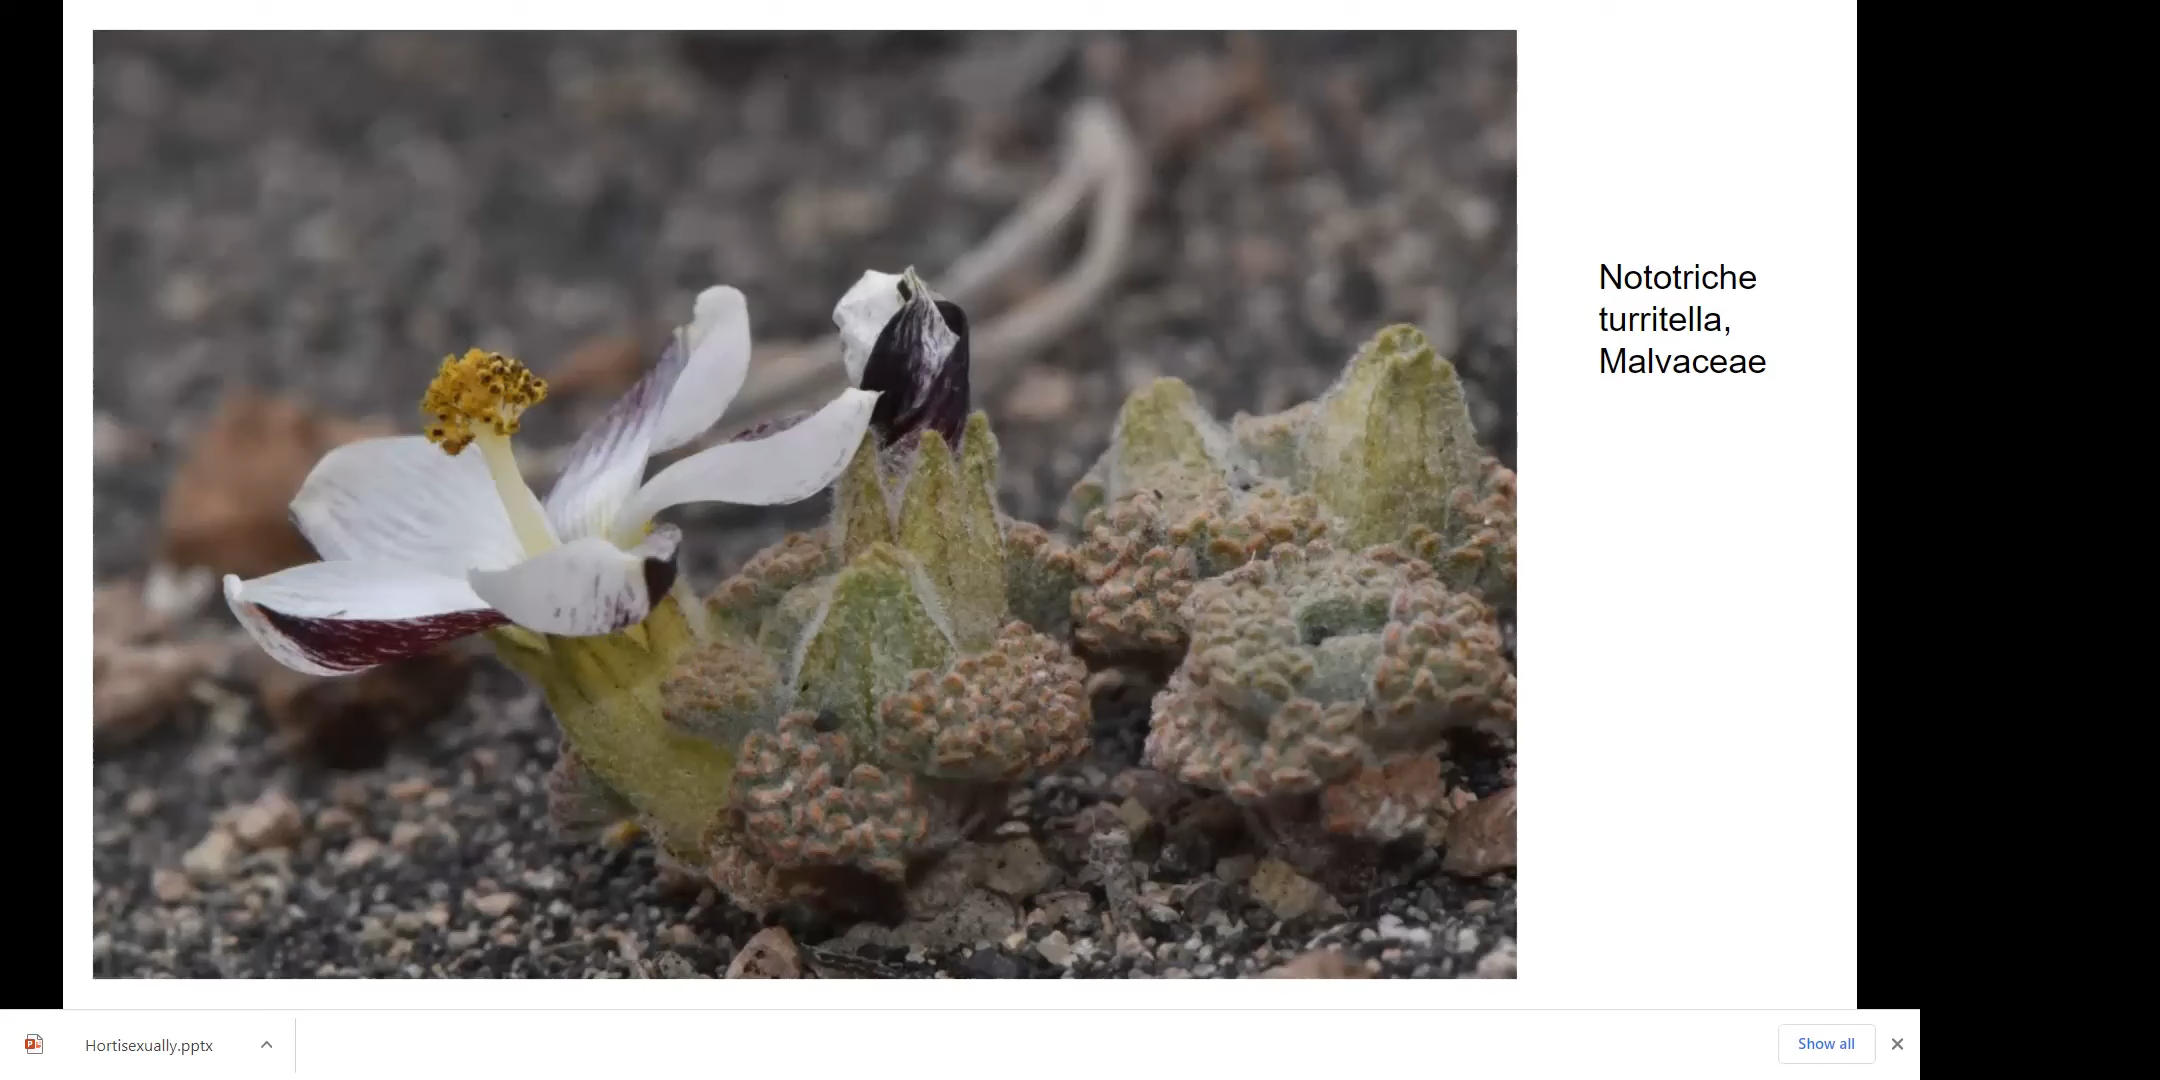 Nototriche
turritella,
Malvaceae
Hortisexually.pptx
Show all